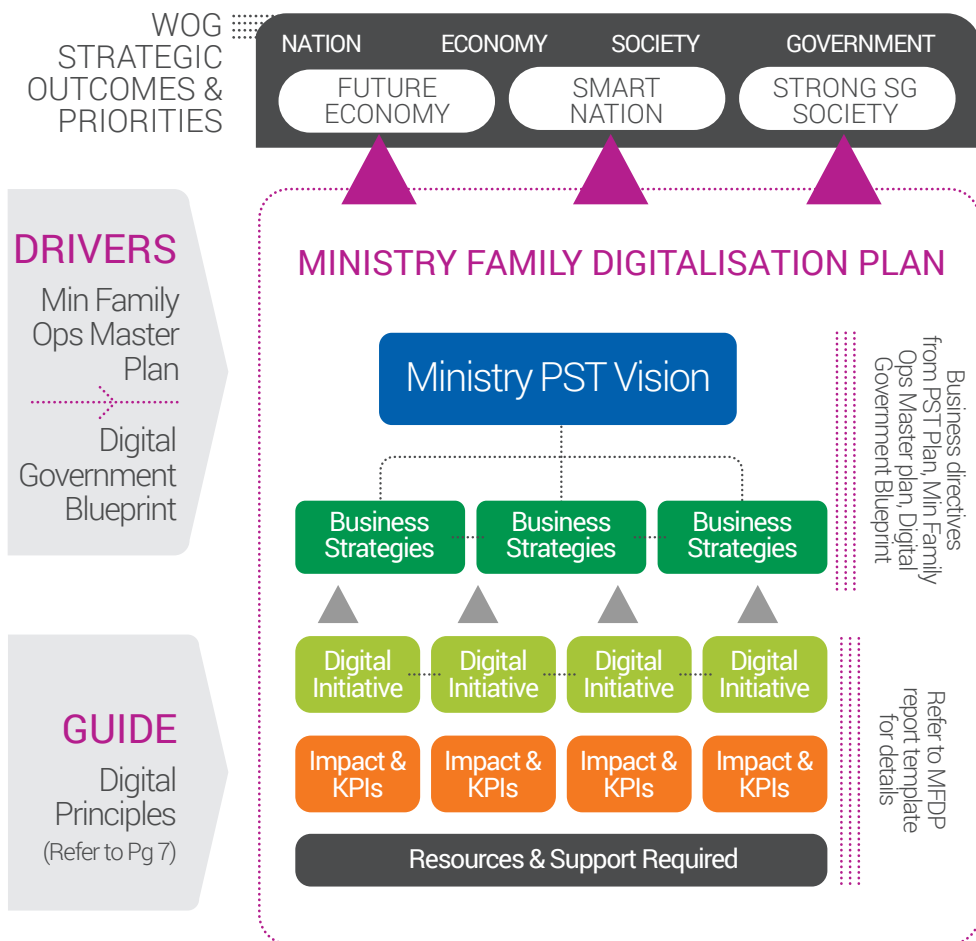 WOG
STRATEGIC
OUTCOMES &
PRIORITIES
NATION
ECONOMY
SOCIETY
GOVERNMENT
FUTURE
ECONOMY
SMART
NATION
STRONG SG
SOCIETY
DRIVERS
Min Family
Ops Master
Plan
Digital
Government
Blueprint
MINISTRY FAMILY DIGITALISATION PLAN
Ministry PST Vision
Business
Strategies
Business
Strategies
Business
Strategies
Business directives
from PST Plan, Min Family
Ops Master plan, Digital
Government Blueprint
GUIDE
Digital
Principles
(Refer to Pg 7)
Digital
Initiative
Digital
Initiative
Digital
Initiative
Digital
Initiative
Impact &
KPIs
Impact &
KPIs
Impact &
KPIs
Impact &
KPIs
Resources & Support Required
Refer to MFDP
report template
for details